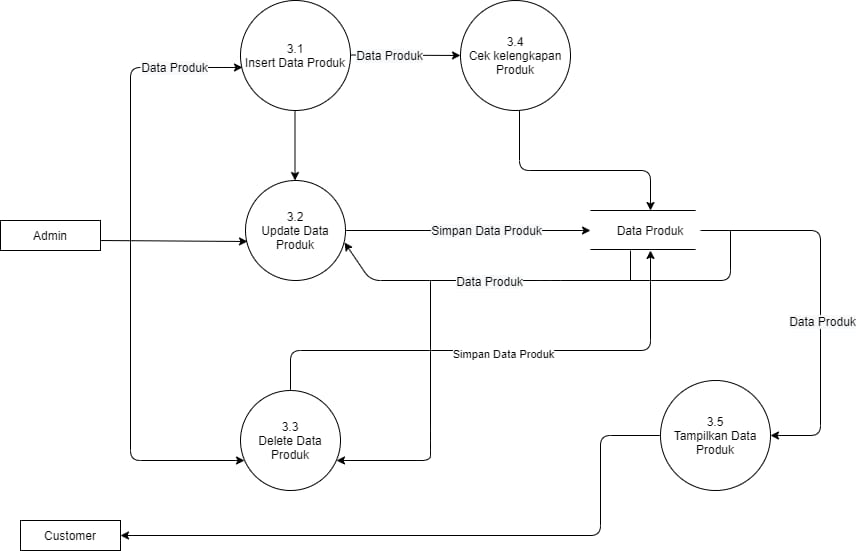 3.1
Insert Data Produk
Data Produk
3.4
Cek kelengkapan
Produk
Data Produk
3.2
Update Data
Produk
Admin
Simpan Data Produk
Data Produk
Data Produk
Data Produk
Simpan Data Produk
3.3
Delete Data
Produk
3.5
Tampilkan Data
Produk
Customer